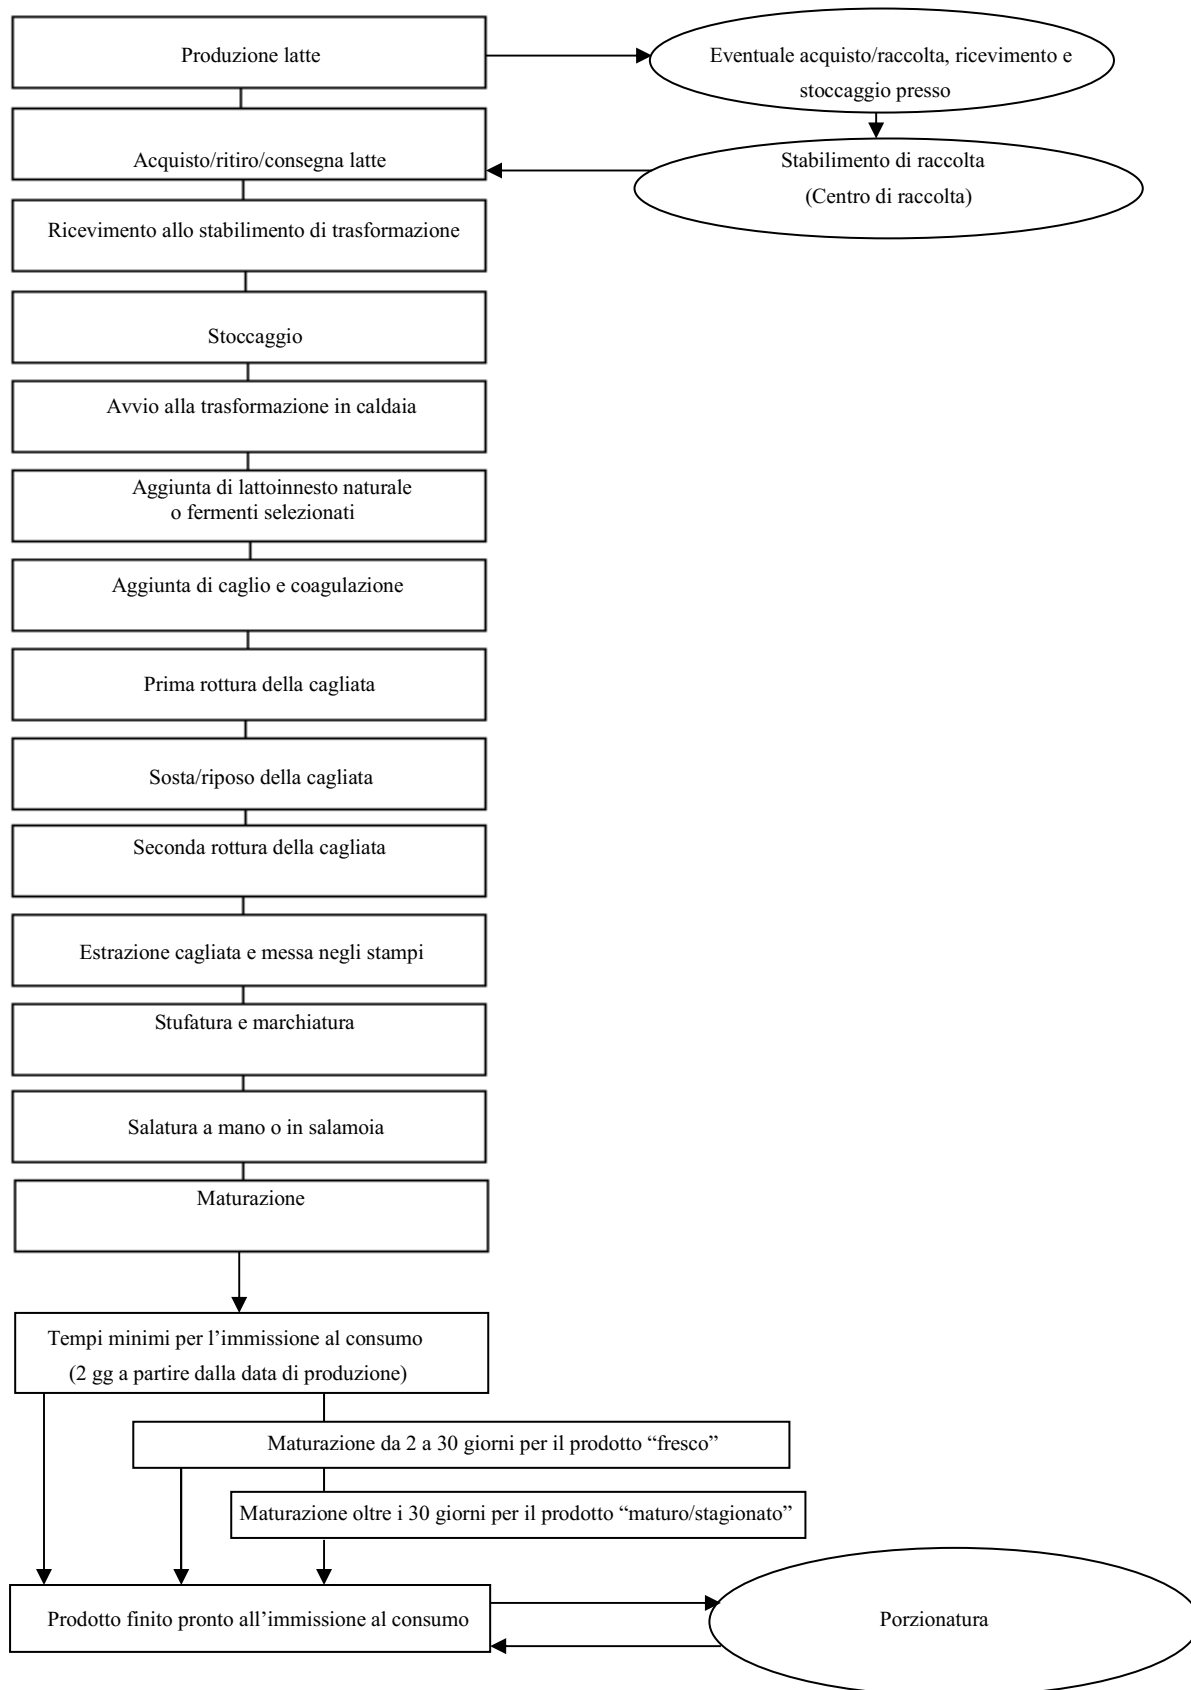 Produzione latte
Eventuale acquisto/raccolta, ricevimento e
stoccaggio presso
Acquisto/ritiro/consegna latte
Stabilimento di raccolta
(Centro di raccolta)
Ricevimento allo stabilimento di trasformazione
Stoccaggio
Avvio alla trasformazione in caldaia
Aggiunta di lattoinnesto naturale
o fermenti selezionati
Aggiunta di caglio e coagulazione
Prima rottura della cagliata
Sosta/riposo della cagliata
Seconda rottura della cagliata
Estrazione cagliata e messa negli stampi
Stufatura e marchiatura
Salatura a mano o in salamoia
Maturazione
Tempi minimi per l’immissione al consumo
(2 gg a partire dalla data di produzione)
Maturazione da 2 a 30 giorni per il prodotto “fresco”
Maturazione oltre i 30 giorni per il prodotto “maturo/stagionato”
Prodotto finito pronto all’immissione al consumo
Porzionatura